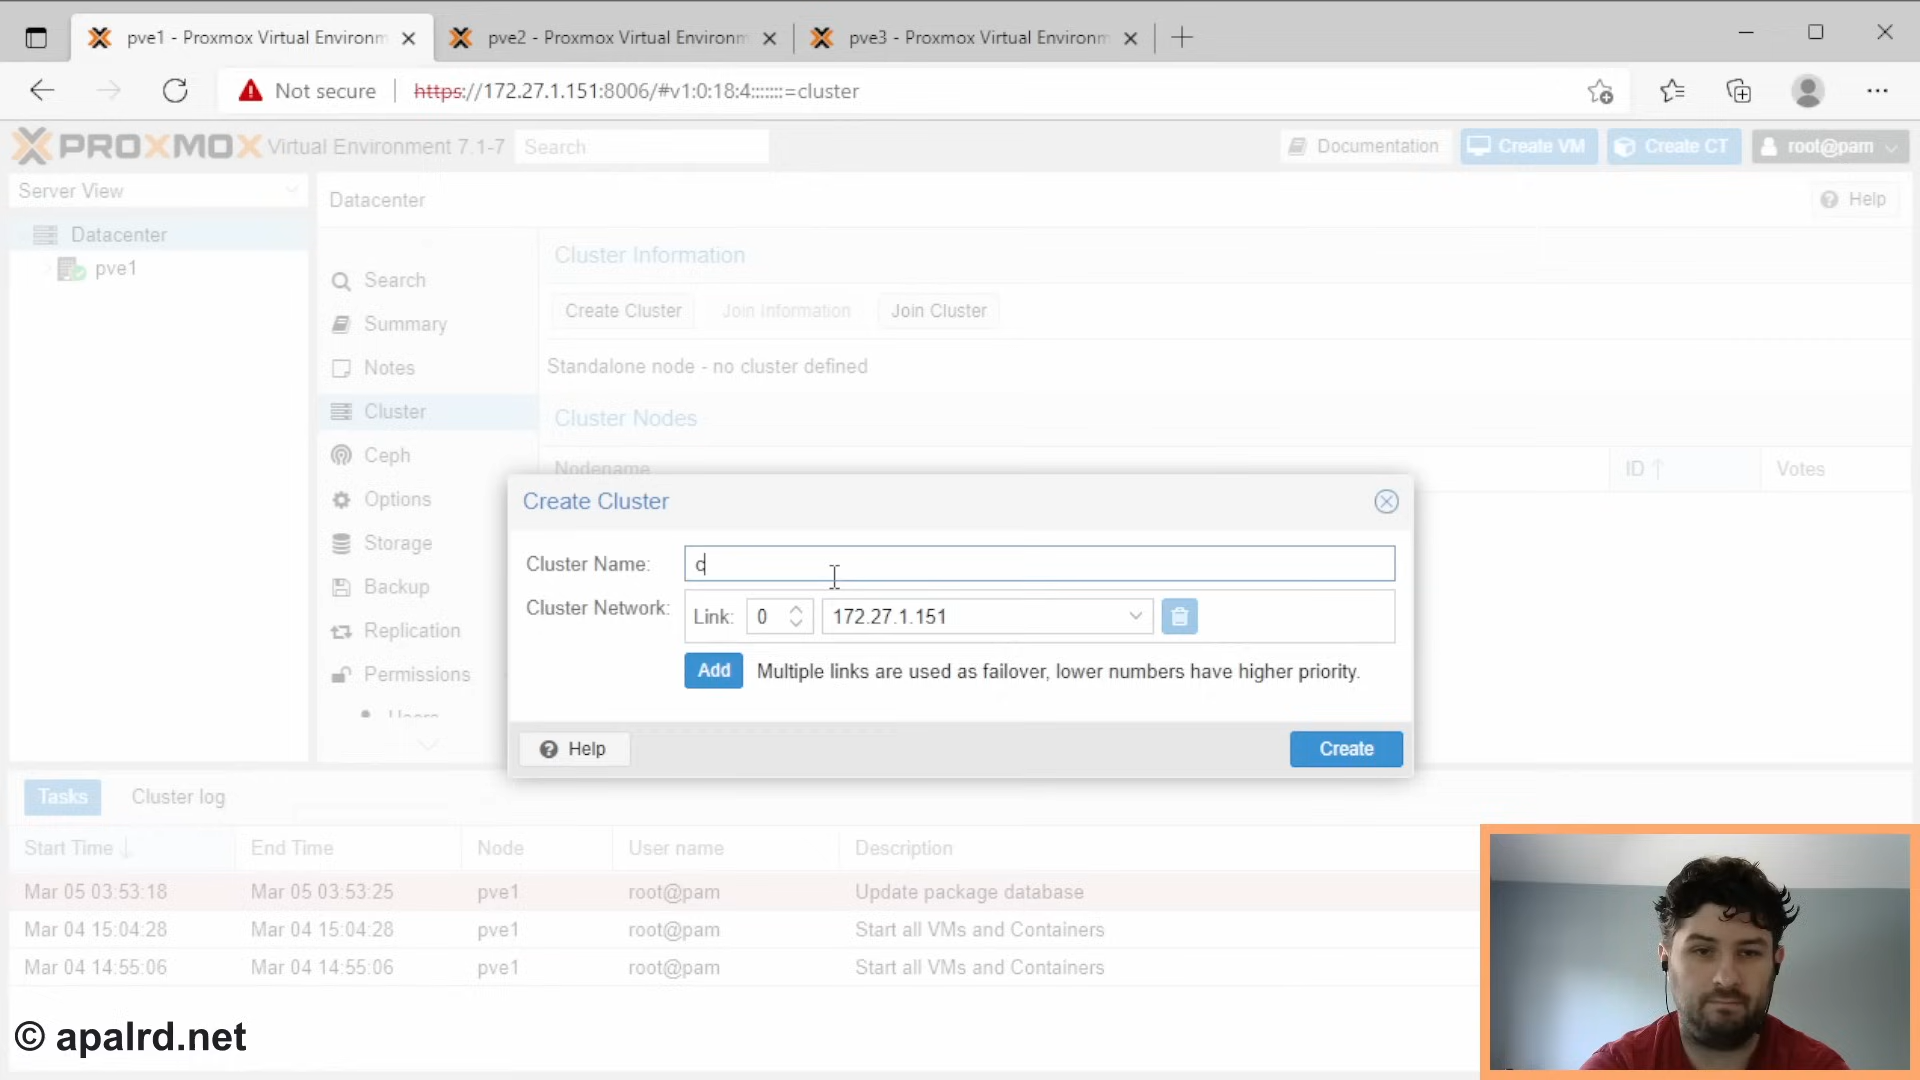 pve1 - Proxmox Virtual Environm
pve2 - Proxmox Virtual Environm
pve3 - Proxmox Virtual Environm
Not secure
https://172.27.1.151:8006/#v1:0:18:4:::::::=cluster
PROXMOX Virtual Environment 7.1-7
Search
Documentation
Create VM
Create CT
root@pam
Server View
Datacenter
pve1
Datacenter
Help
Search
Summary
Notes
Cluster
Ceph
Options
Storage
Backup
Replication
Permissions
Users
Cluster Information
Create Cluster
Join Information
Join Cluster
Standalone node - no cluster defined
Cluster Nodes
Nodename
ID
Votes
Create Cluster
Cluster Name: c
Cluster Network: Link: 0 172.27.1.151
Add Multiple links are used as failover, lower numbers have higher priority.
Help
Create
Tasks Cluster log
Start Time End Time Node User name Description
Mar 05 03:53:18 Mar 05 03:53:25 pve1 root@pam Update package database
Mar 04 15:04:28 Mar 04 15:04:28 pve1 root@pam Start all VMs and Containers
Mar 04 14:55:06 Mar 04 14:55:06 pve1 root@pam Start all VMs and Containers
© apalrd.net